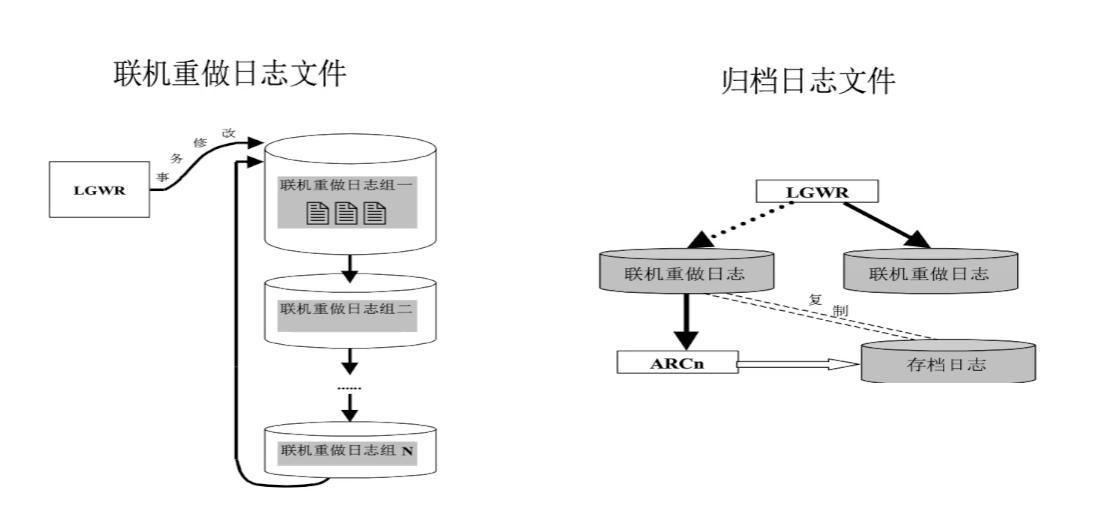 联机重做日志文件
事务修改
LGWR
联机重做日志组一
联机重做日志组二
......
联机重做日志组 N
归档日志文件
LGWR
联机重做日志
联机重做日志
复制
ARCn
存档日志